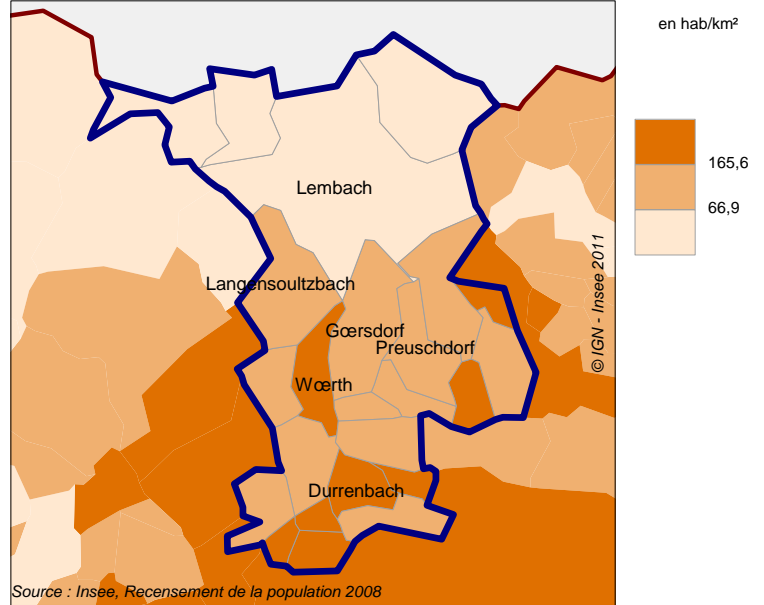 en hab/km²
165,6
66,9
Lembach
Langensoultzbach
Gœrsdorf
Preuschdorf
Wœrth
Durrenbach
© IGN - Insee 2011
Source : Insee, Recensement de la population 2008